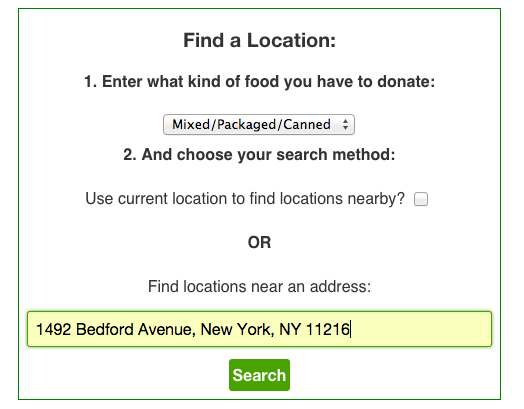 Find a Location:
1. Enter what kind of food you have to donate:
Mixed/Packaged/Canned
2. And choose your search method:
Use current location to find locations nearby?
OR
Find locations near an address:
1492 Bedford Avenue, New York, NY 11216
Search